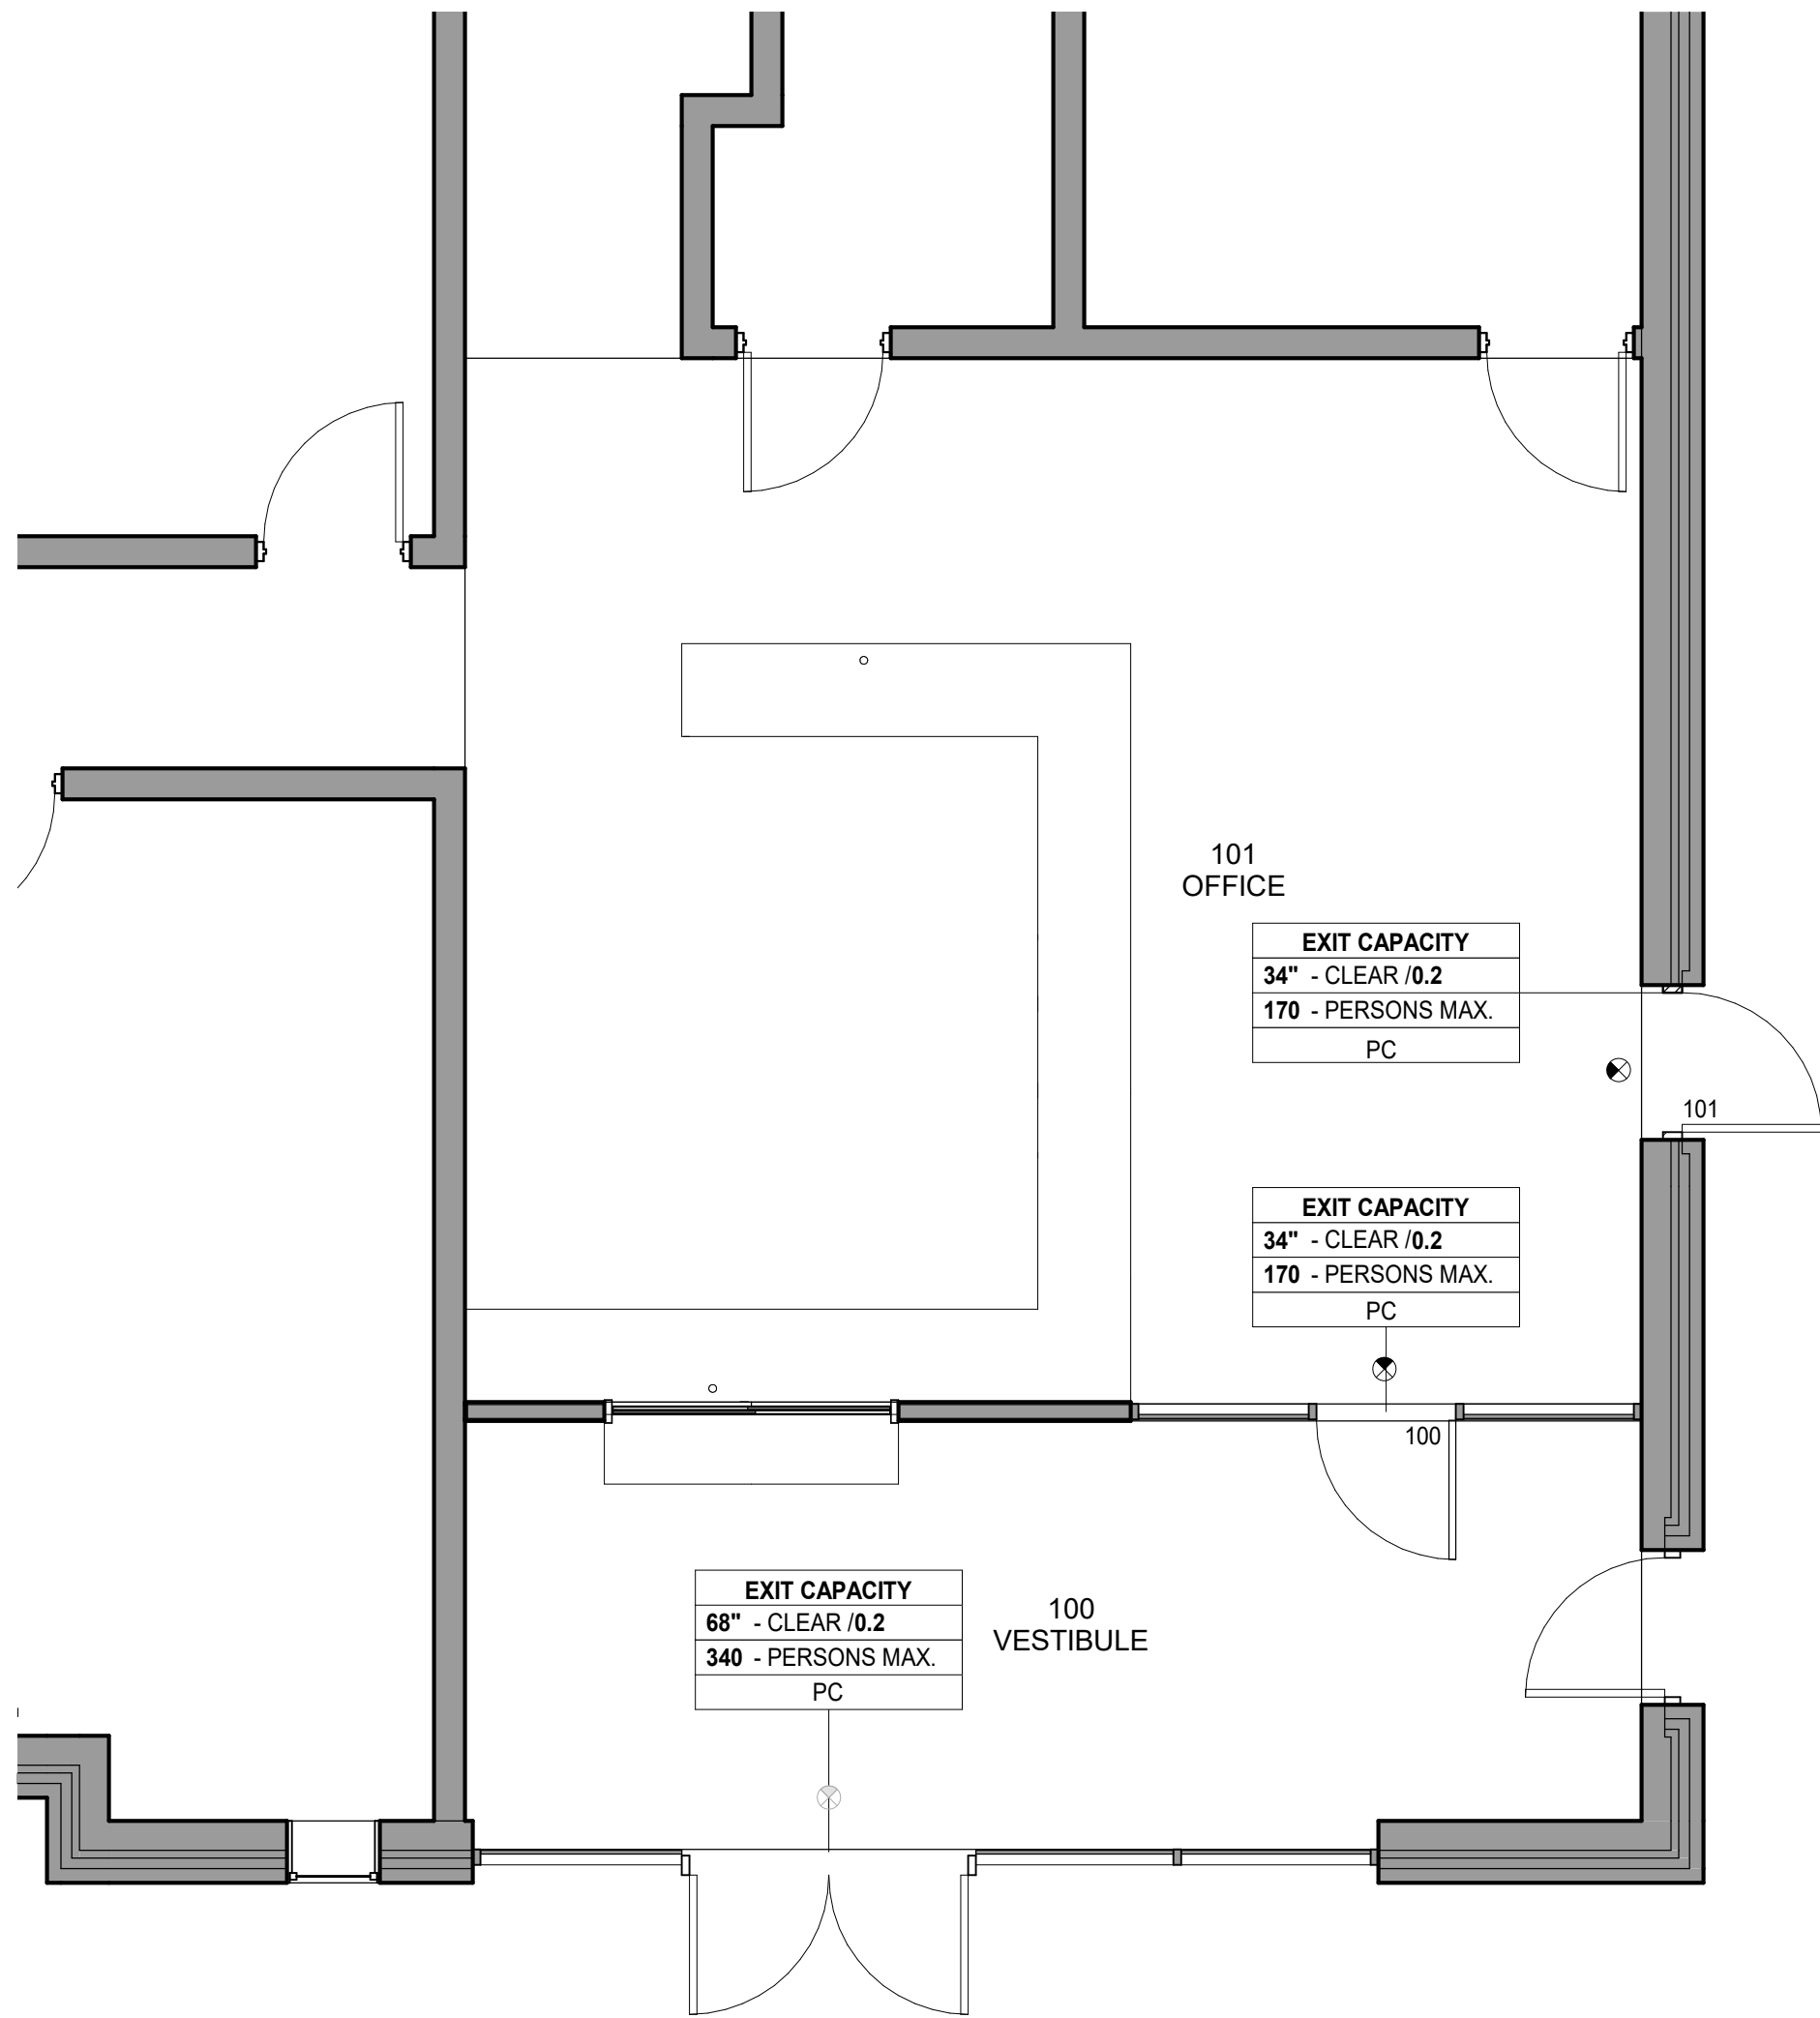 101
OFFICE
EXIT CAPACITY
34" - CLEAR /0.2
170 - PERSONS MAX.
PC
101
EXIT CAPACITY
34" - CLEAR /0.2
170 - PERSONS MAX.
PC
100
EXIT CAPACITY
68" - CLEAR /0.2
340 - PERSONS MAX.
PC
100
VESTIBULE